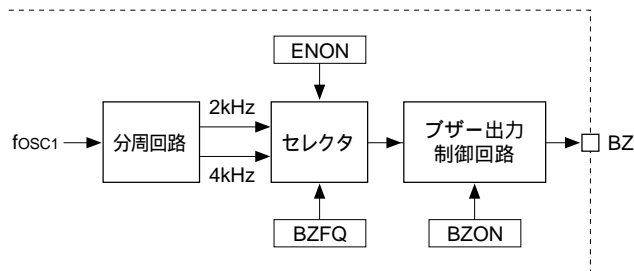 ENON
2kHz
fOSC1
分周回路
セレクタ
ブザー出力
制御回路
BZ
4kHz
BZFQ
BZON